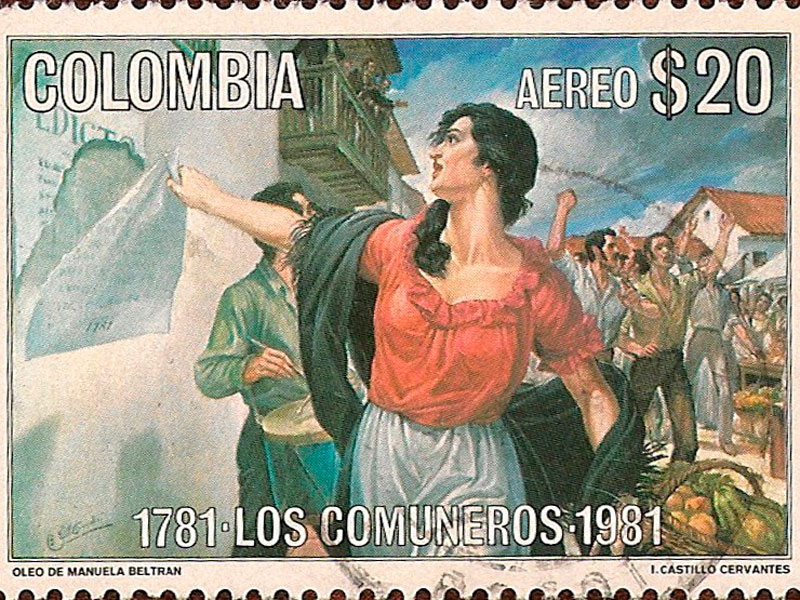 COLOMBIA
AEREO $20
EDICTO
1781
1781·LOS COMUNEROS·1981
OLEO DE MANUELA BELTRAN
I. CASTILLO CERVANTES